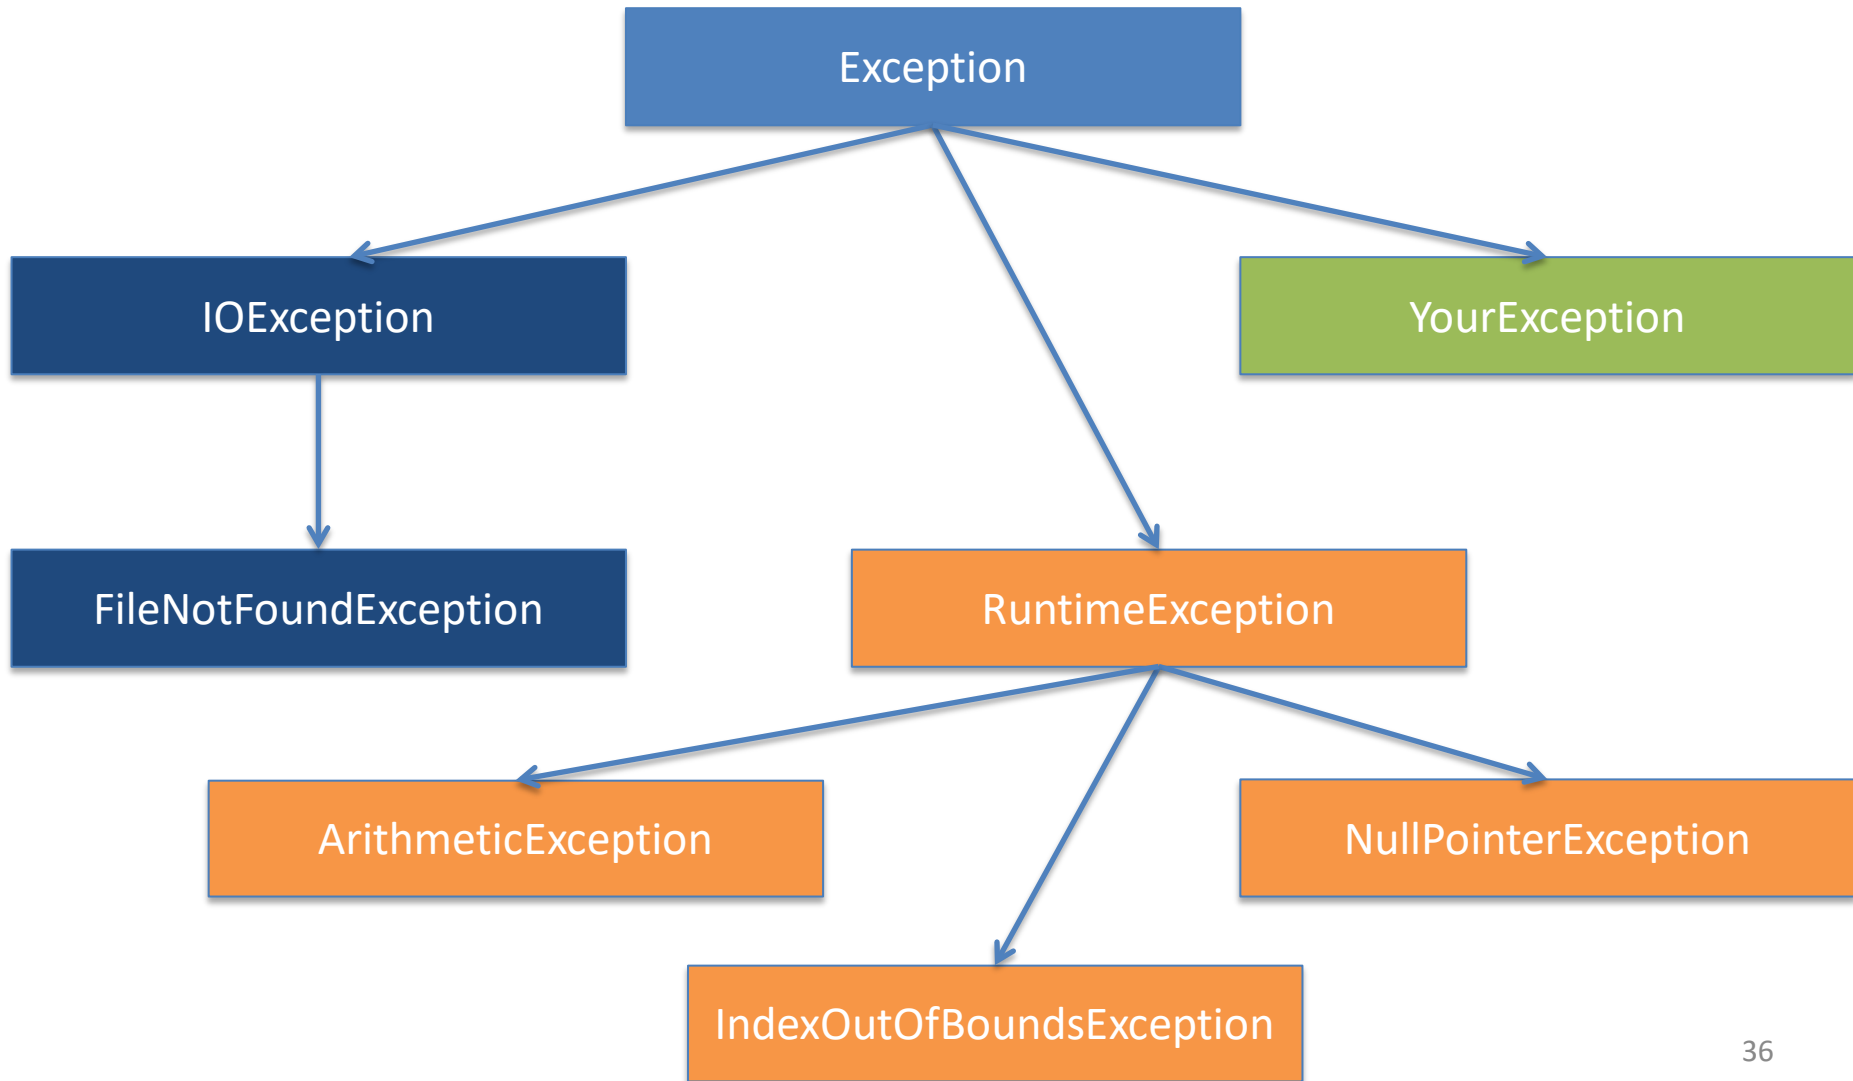 Exception
IOException
YourException
FileNotFoundException
RuntimeException
ArithmeticException
NullPointerException
IndexOutOfBoundsException
36